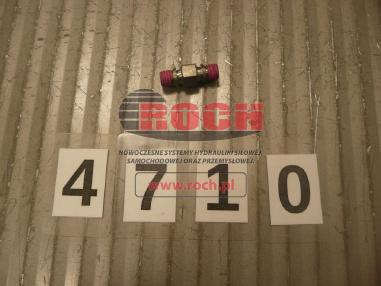 ROCH
NOWOCZESNE SYSTEMY HYDRAULIKI SIŁOWEJ,
SAMOCHODOWEJ ORAZ PRZEMYSŁOWEJ
www.roch.pl
4 7 1 0